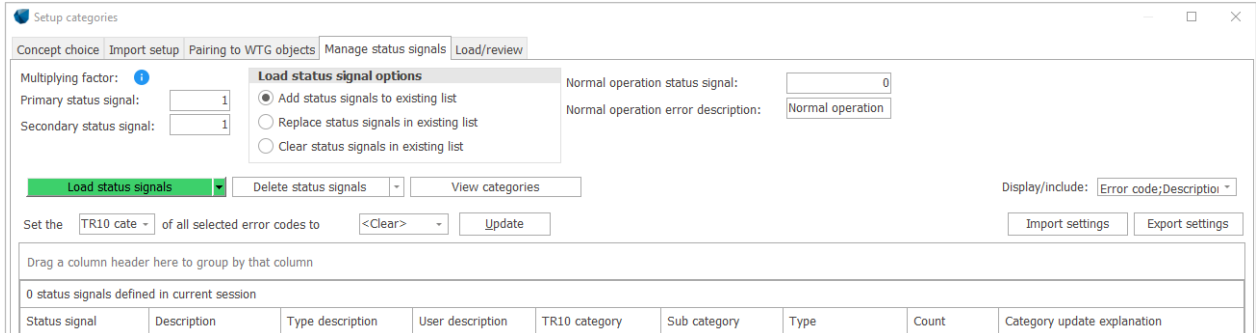 Setup categories
Concept choice Import setup Pairing to WTG objects Manage status signals Load/review
Multiplying factor: i
Primary status signal: 1
Secondary status signal: 1
Load status signal options
Add status signals to existing list
Replace status signals in existing list
Clear status signals in existing list
Normal operation status signal: 0
Normal operation error description: Normal operation
Load status signals Delete status signals View categories
Display/include: Error code;Description
Set the TR10 cate of all selected error codes to <Clear> Update
Import settings Export settings
Drag a column header here to group by that column
0 status signals defined in current session
Status signal Description Type description User description TR10 category Sub category Type Count Category update explanation